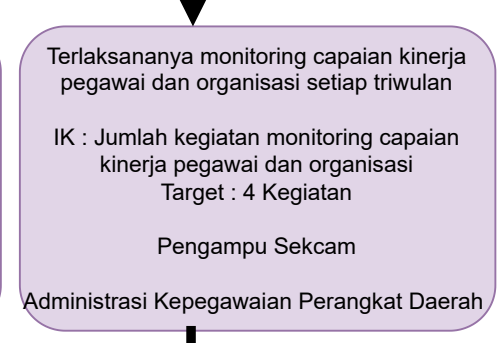 Terlaksananya monitoring capaian kinerja
pegawai dan organisasi setiap triwulan
IK : Jumlah kegiatan monitoring capaian
kinerja pegawai dan organisasi
Target : 4 Kegiatan
Pengampu Sekcam
Administrasi Kepegawaian Perangkat Daerah